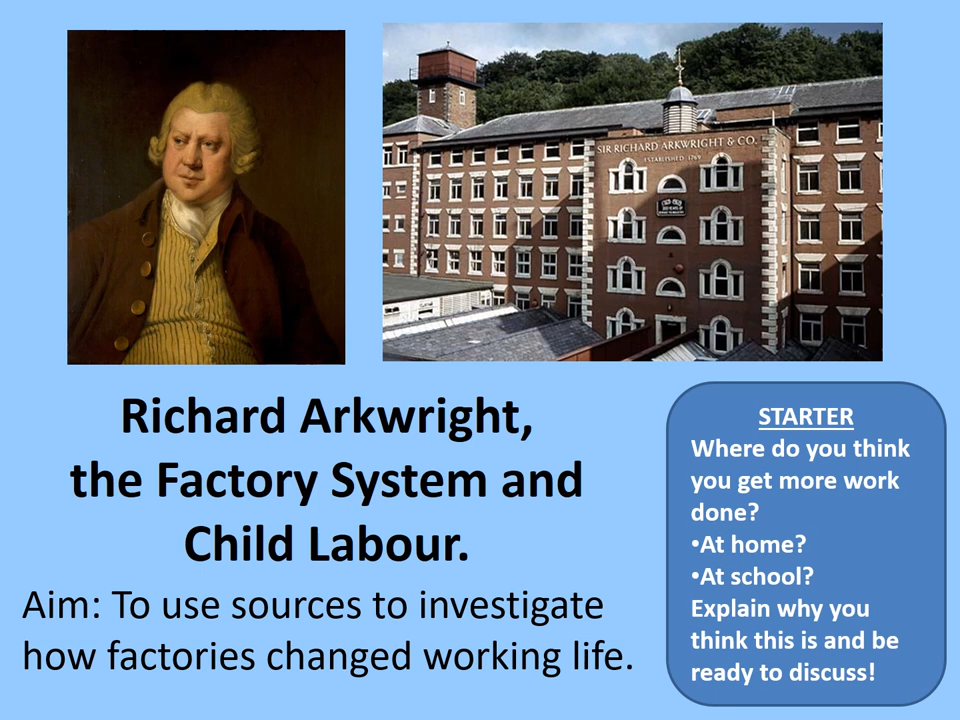 SIR RICHARD ARKWRIGHT & CO.
ESTABLISHED 1769
Richard Arkwright,
the Factory System and
Child Labour.
Aim: To use sources to investigate
how factories changed working life.
STARTER
Where do you think
you get more work
done?
•At home?
•At school?
Explain why you
think this is and be
ready to discuss!